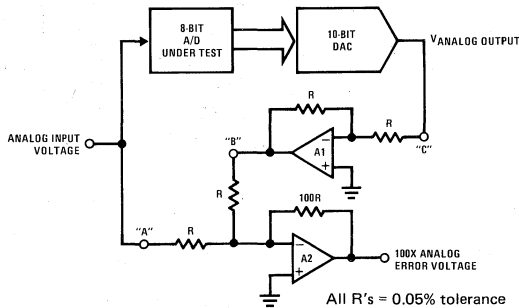 8-BIT
A/D
UNDER TEST
10-BIT
DAC
VANALOG OUTPUT
R
ANALOG INPUT
VOLTAGE
"B"
A1
R
"C"
R
100R
"A"
R
A2
100X ANALOG
ERROR VOLTAGE
All R's = 0.05% tolerance